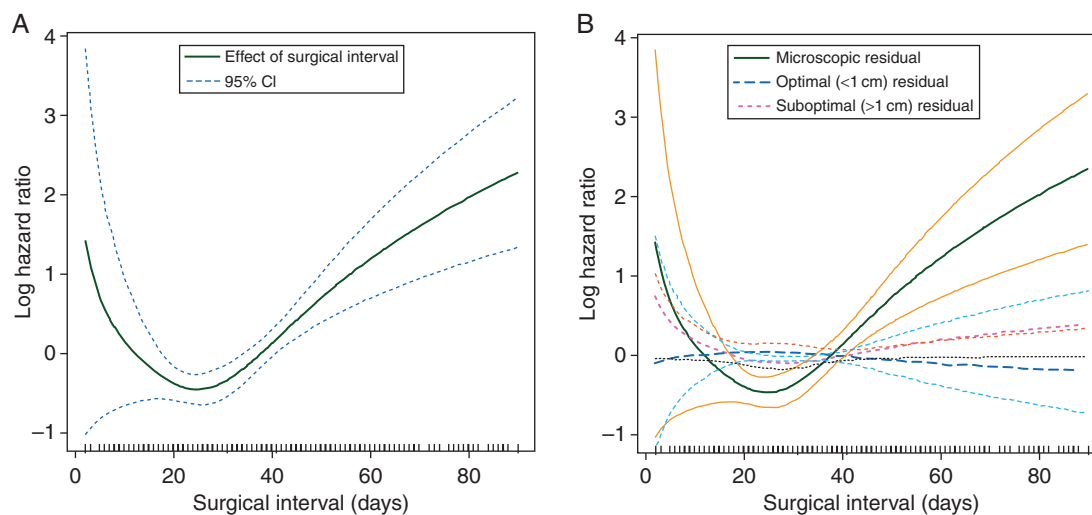 A
4
3
2
1
0
−1
Log hazard ratio
Effect of surgical interval
95% CI
0 20 40 60 80
Surgical interval (days)
B
4
3
2
1
0
−1
Log hazard ratio
Microscopic residual
Optimal (<1 cm) residual
Suboptimal (>1 cm) residual
0 20 40 60 80
Surgical interval (days)